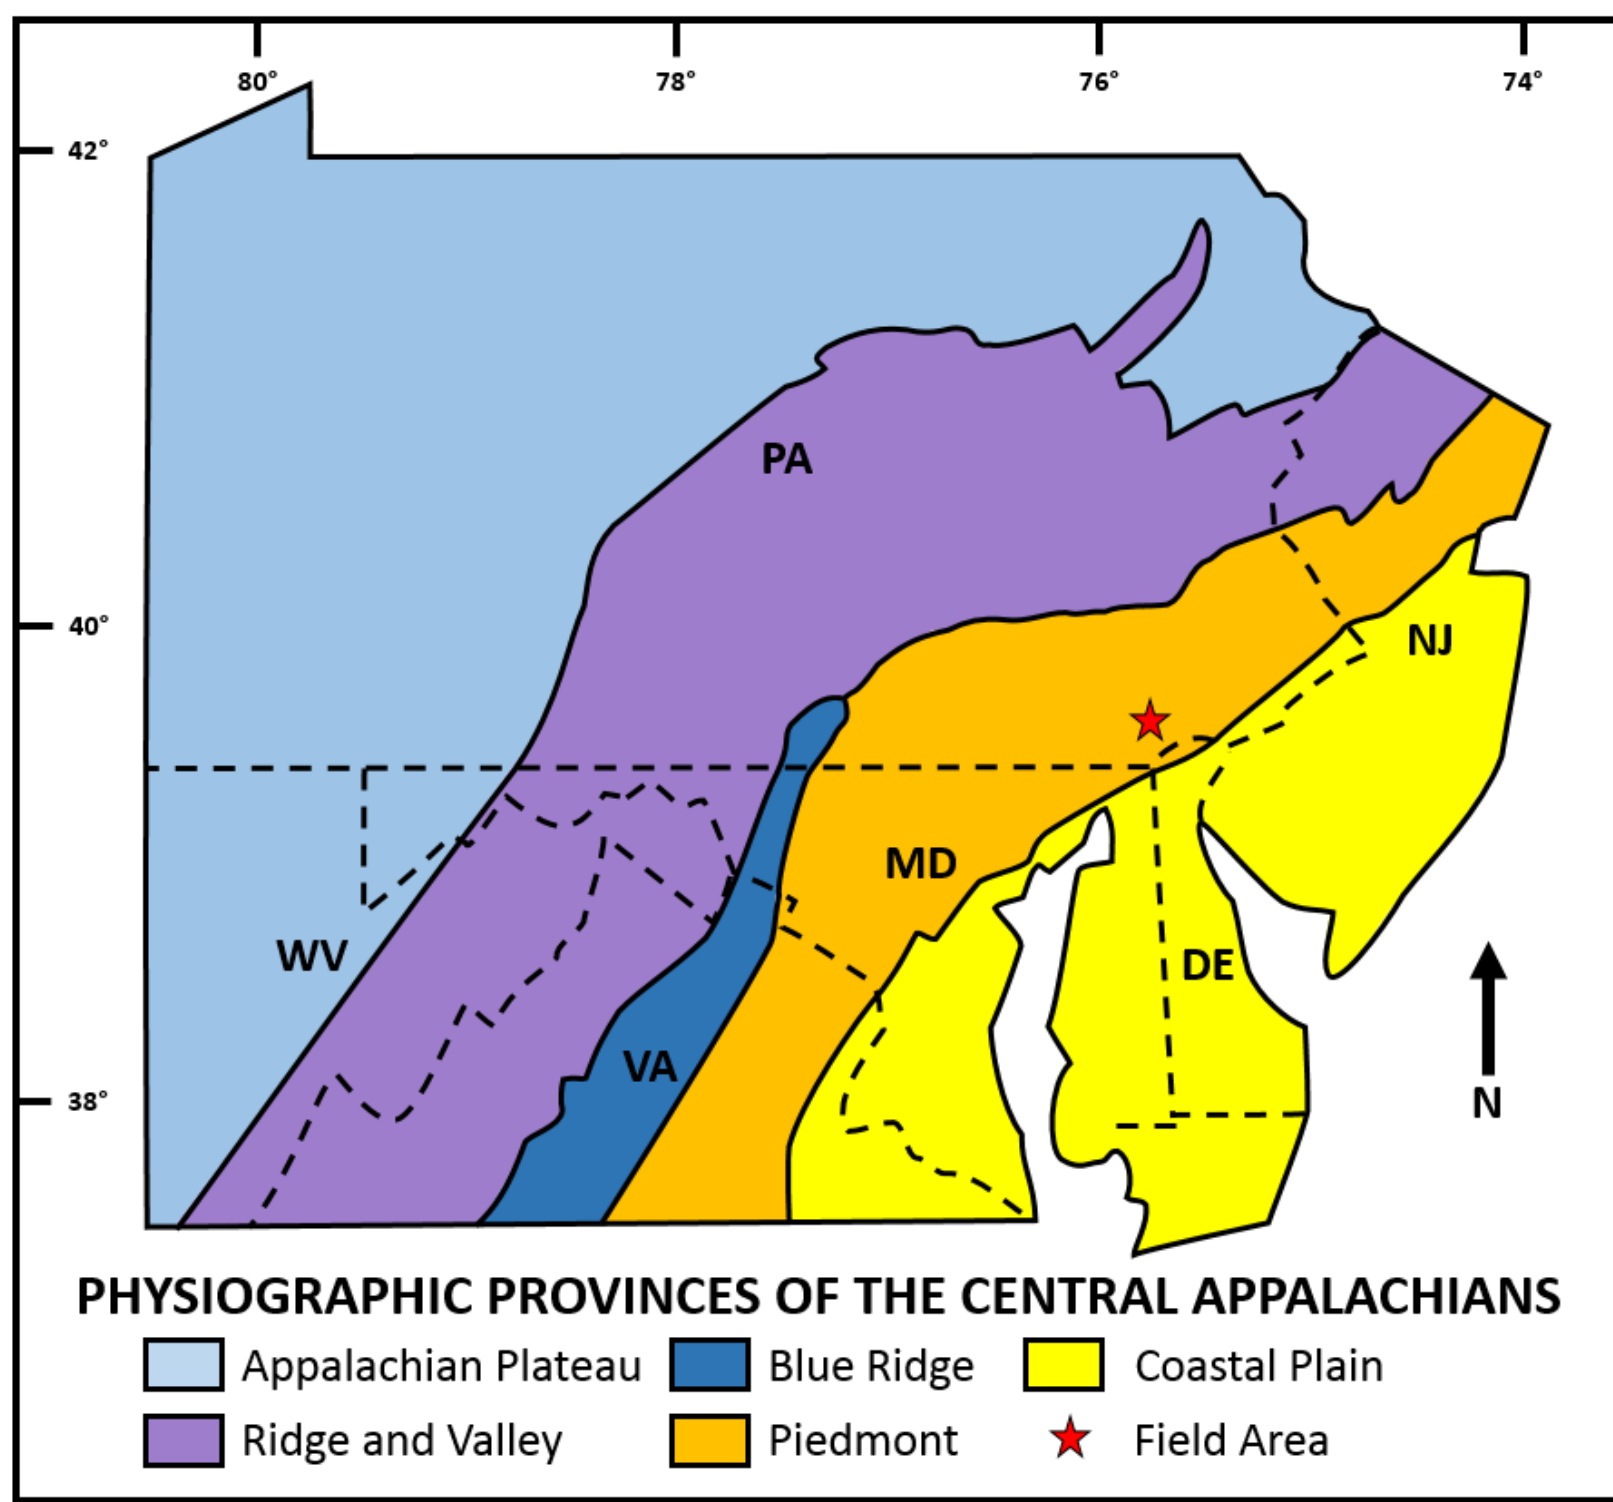 80° 78° 76° 74°
42°
PA
40°
NJ
MD
WV
DE
VA
38°
N
PHYSIOGRAPHIC PROVINCES OF THE CENTRAL APPALACHIANS
Appalachian Plateau Blue Ridge Coastal Plain
Ridge and Valley Piedmont Field Area